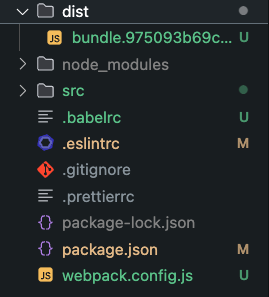 dist
JS bundle.975093b69c... U
node_modules
src
.babelrc U
.eslintrc M
.gitignore
.prettierrc
{} package-lock.json
{} package.json M
JS webpack.config.js U